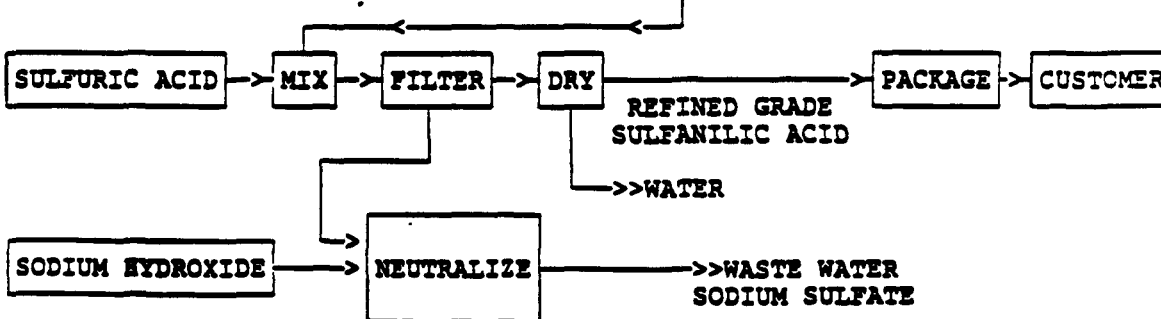 SULFURIC ACID
MIX
FILTER
DRY
PACKAGE
CUSTOMER
REFINED GRADE
SULFANILIC ACID
>>WATER
SODIUM HYDROXIDE
NEUTRALIZE
>>WASTE WATER
SODIUM SULFATE